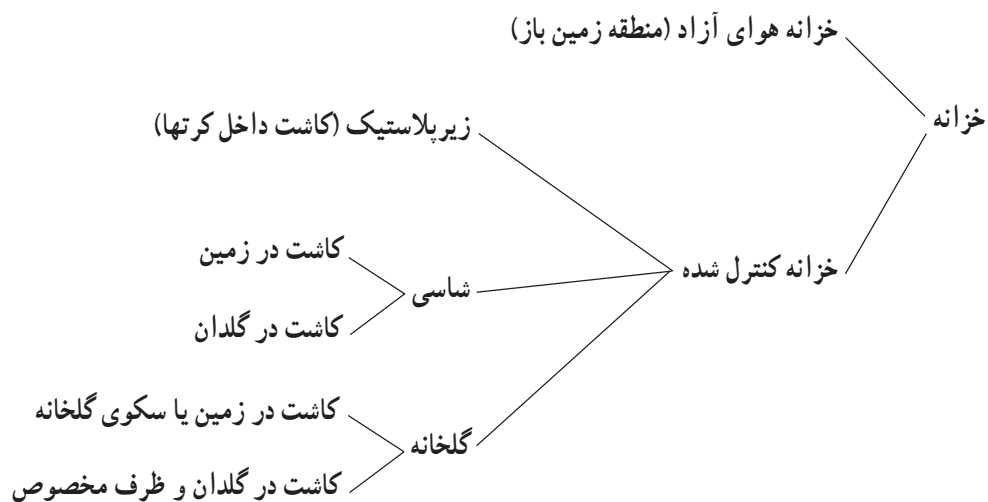 خزانه هوای آزاد (منطقه زمین باز)
خزانه
زیرپلاستیک (کاشت داخل کرتها)
کاشت در زمین
خزانه کنترل شده
شاسی
کاشت در گلدان
کاشت در زمین یا سکوی گلخانه
گلخانه
کاشت در گلدان و ظرف مخصوص